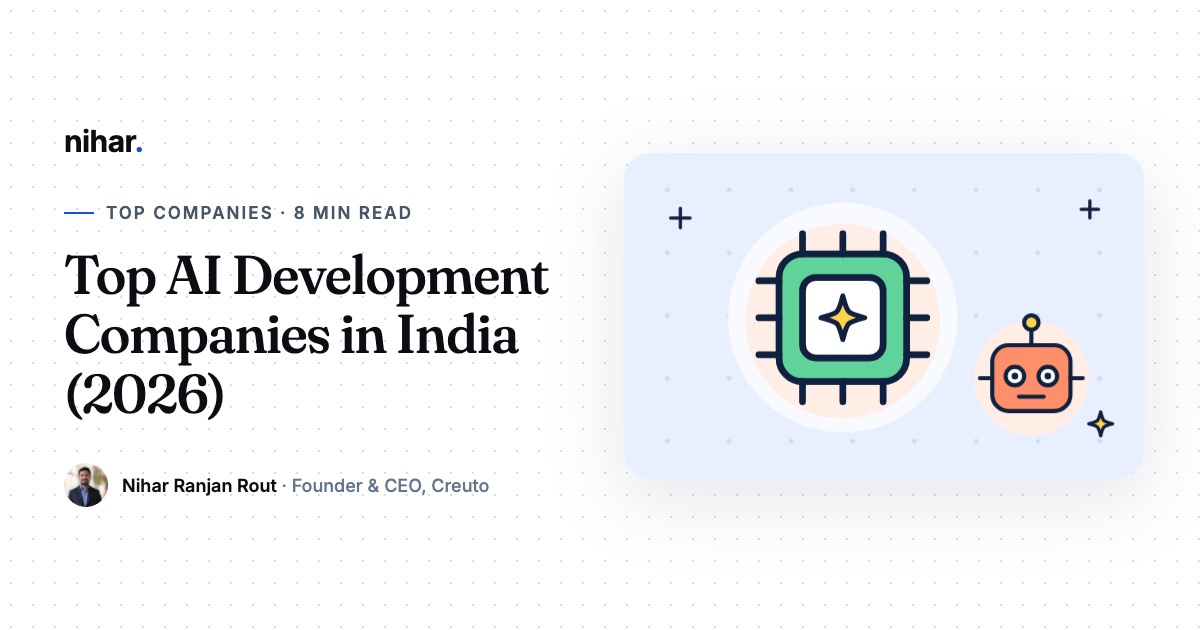 nihar.
TOP COMPANIES · 8 MIN READ
Top AI Development
Companies in India
(2026)
Nihar Ranjan Rout · Founder & CEO, Creuto